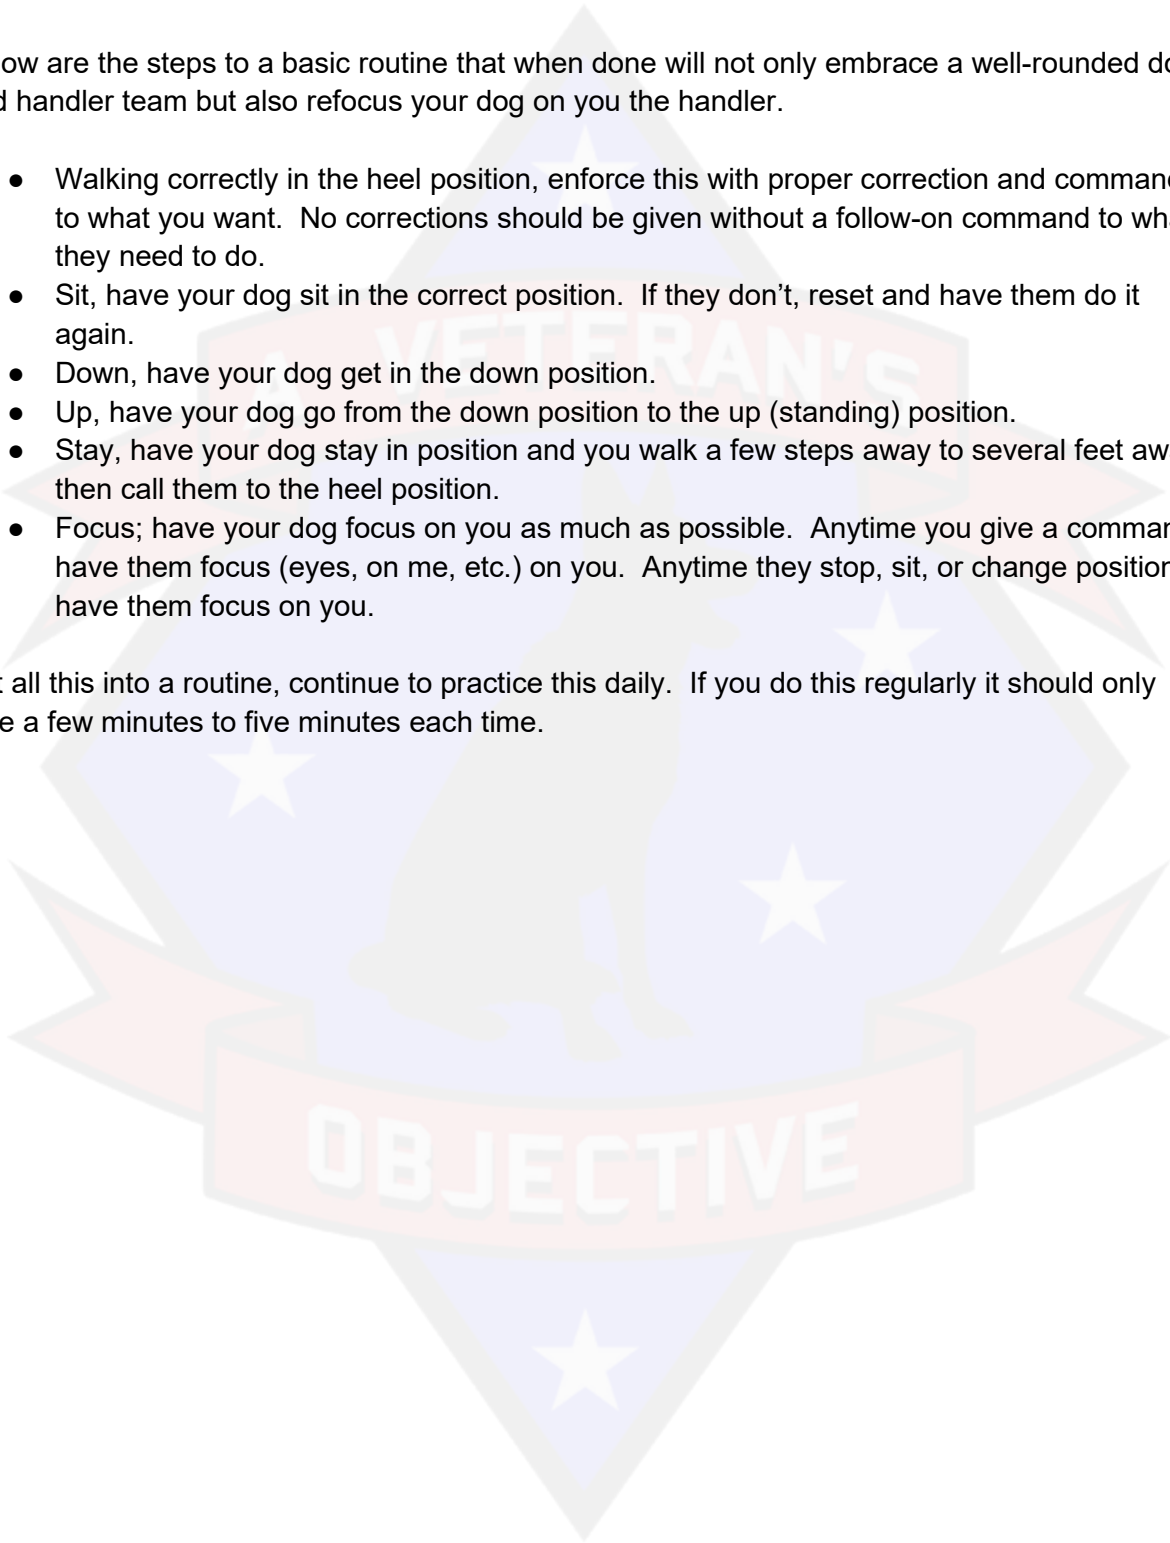 ow are the steps to a basic routine that when done will not only embrace a well-rounded do
d handler team but also refocus your dog on you the handler.
● Walking correctly in the heel position, enforce this with proper correction and comman
to what you want. No corrections should be given without a follow-on command to wha
they need to do.
● Sit, have your dog sit in the correct position. If they don't, reset and have them do it
again.
● Down, have your dog get in the down position.
● Up, have your dog go from the down position to the up (standing) position.
● Stay, have your dog stay in position and you walk a few steps away to several feet aw
then call them to the heel position.
● Focus; have your dog focus on you as much as possible. Anytime you give a comman
have them focus (eyes, on me, etc.) on you. Anytime they stop, sit, or change position
have them focus on you.
t all this into a routine, continue to practice this daily. If you do this regularly it should only
e a few minutes to five minutes each time.
A VETERAN'S
OBJECTIVE